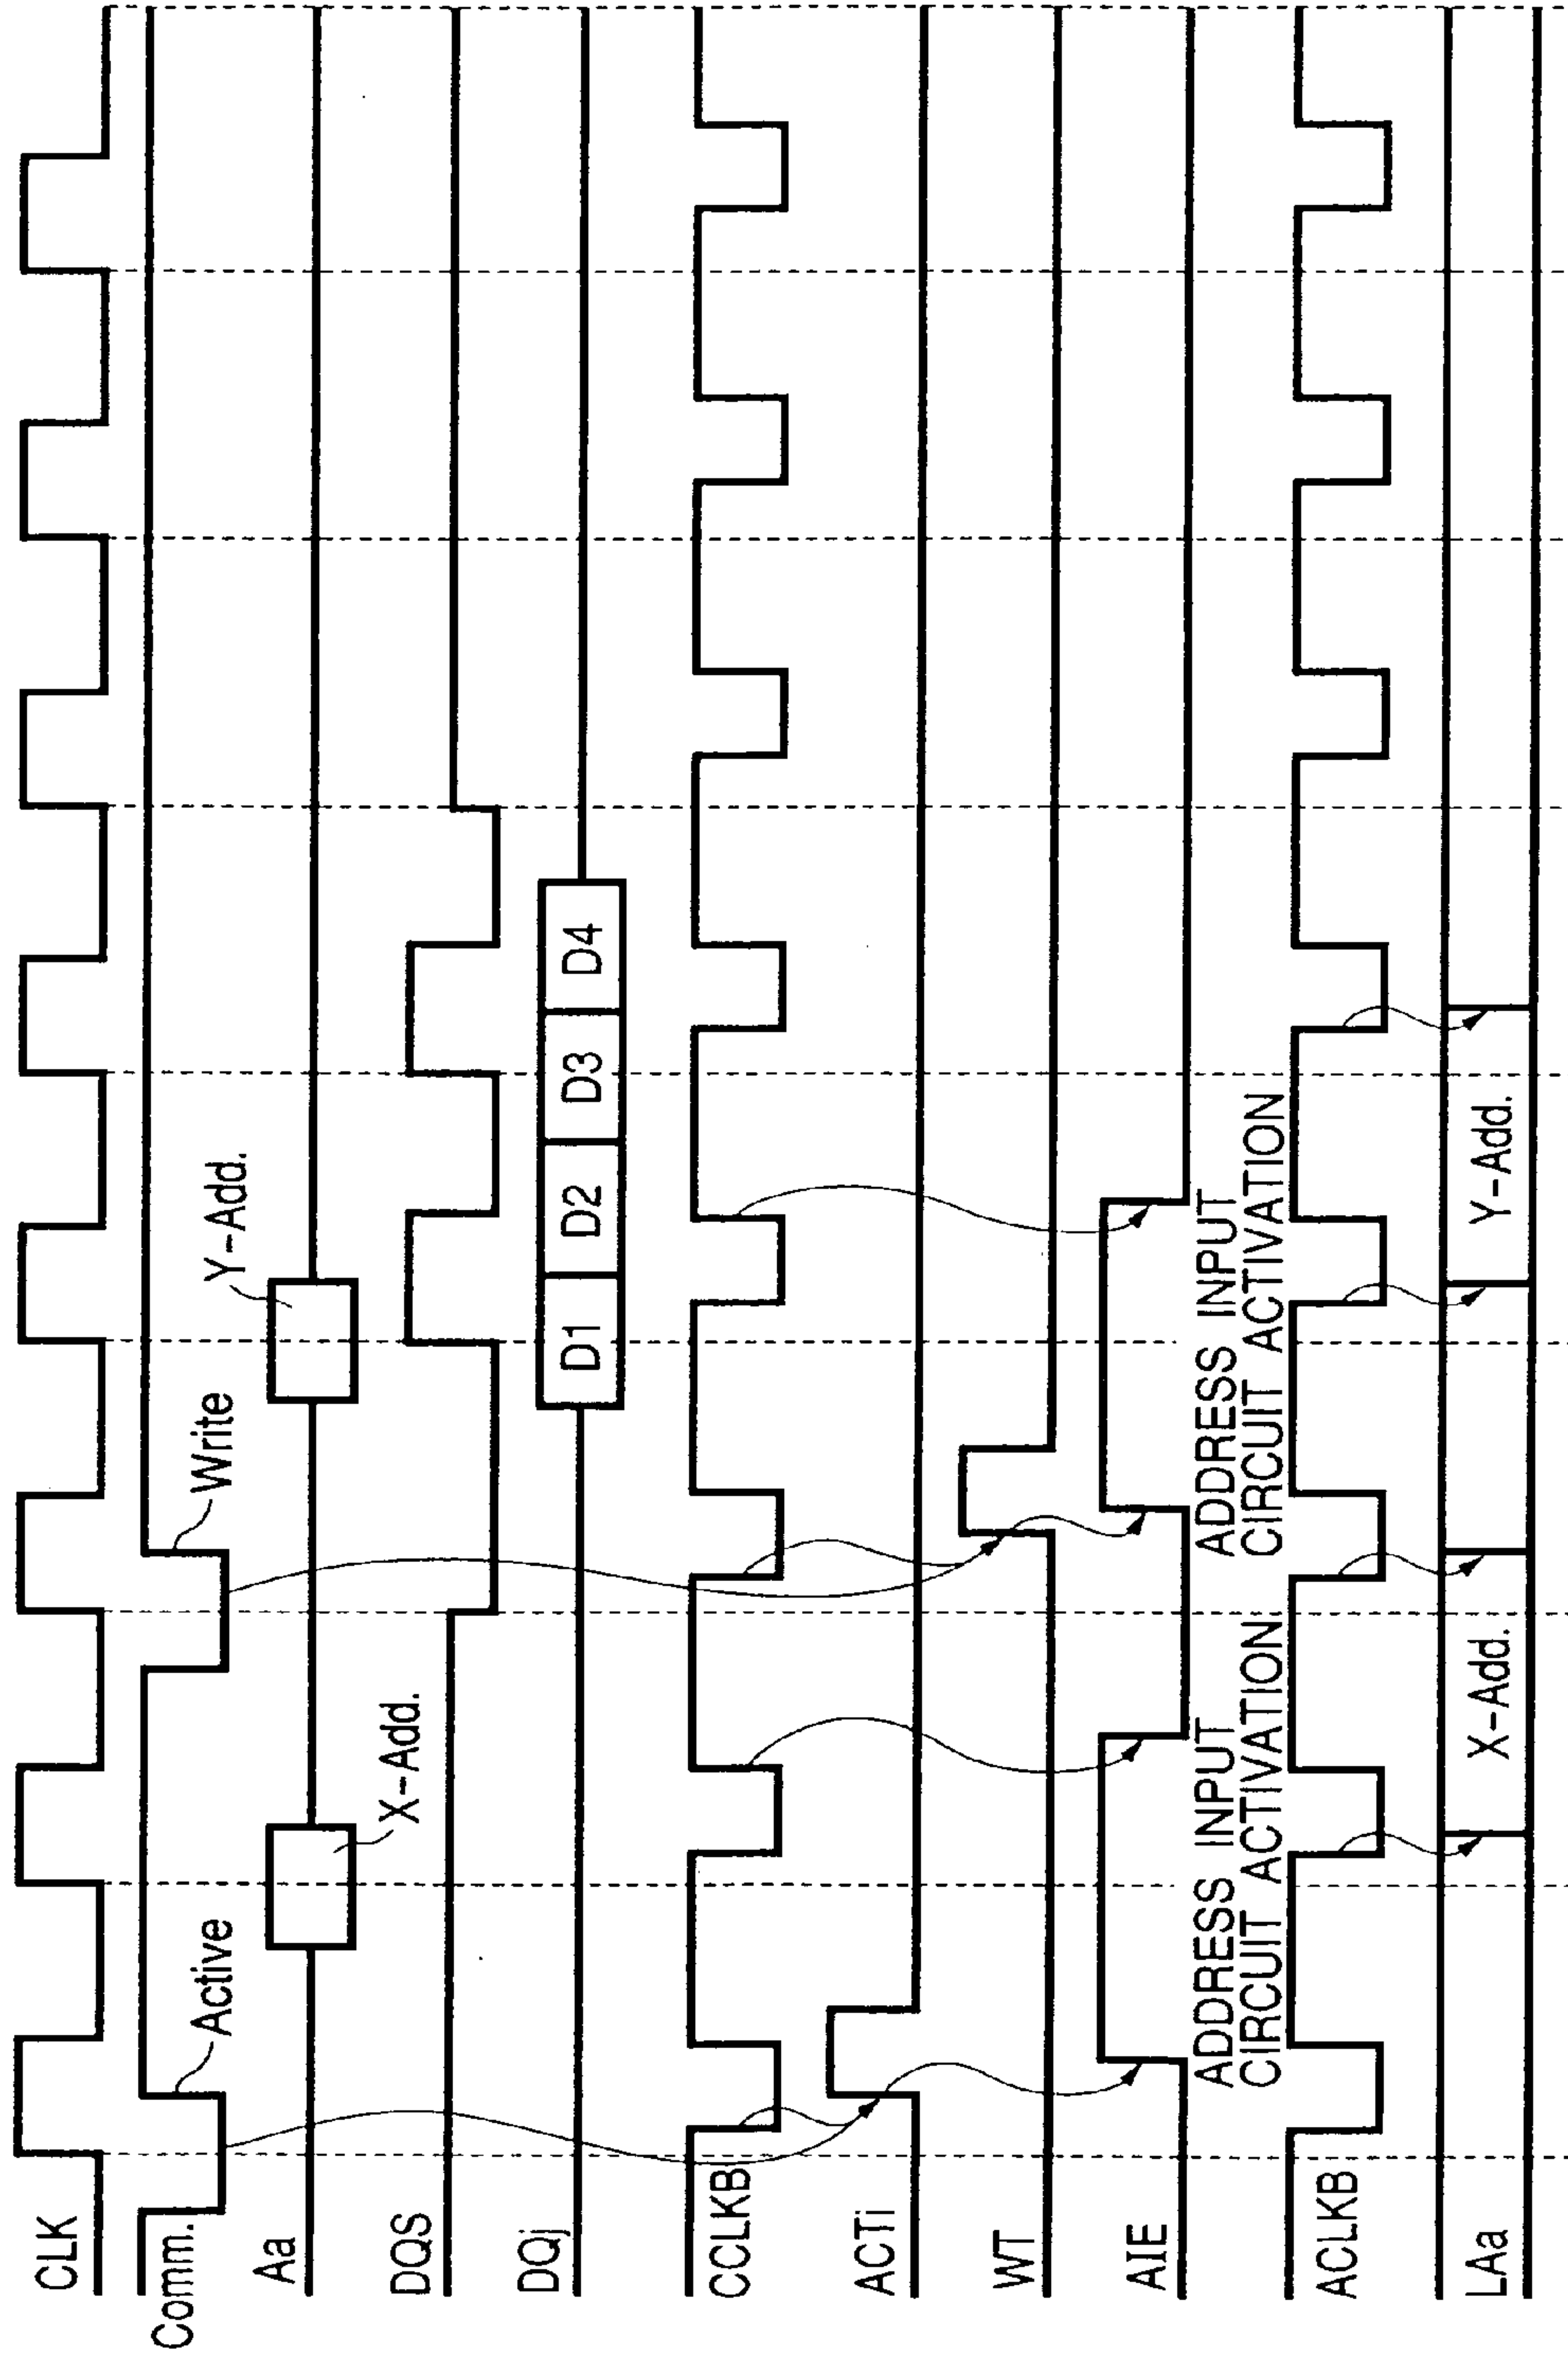 CLK
Comm.
Active
Write
Aa
X-Add.
Y-Add.
DQS
DQj
D1
D2
D3
D4
CCLKB
ACTi
WT
AIE
ADDRESS INPUT
CIRCUIT ACTIVATION
ADDRESS INPUT
CIRCUIT ACTIVATION
ACLKB
LAa
X-Add.
Y-Add.